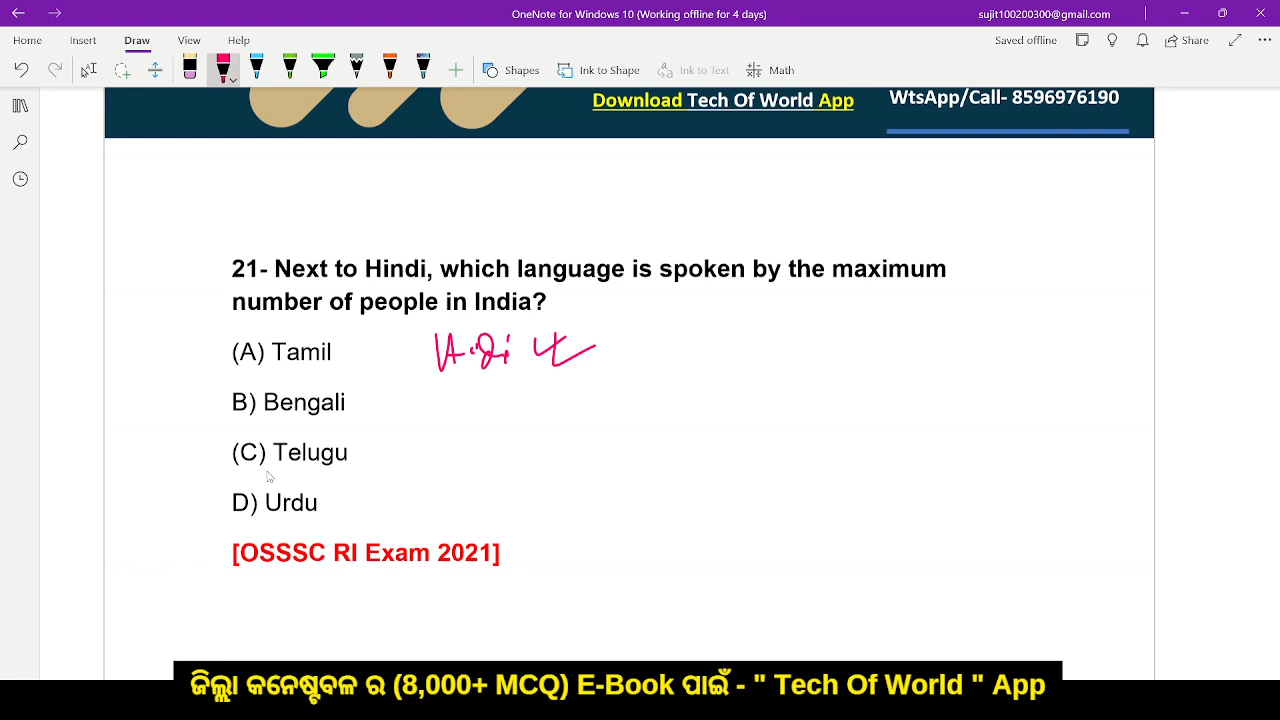 OneNote for Windows 10 (Working offline for 4 days)
sujit100200300@gmail.com
Home Insert Draw View Help
Saved offline Share
Shapes Ink to Shape Ink to Text Math
Download Tech Of World App
WtsApp/Call- 8596976190
21- Next to Hindi, which language is spoken by the maximum
number of people in India?
(A) Tamil
B) Bengali
(C) Telugu
D) Urdu
[OSSSC RI Exam 2021]
ଜିଲ୍ଲା କନେଷ୍ଟବଳ ର (8,000+ MCQ) E-Book ପାଇଁ - " Tech Of World " App